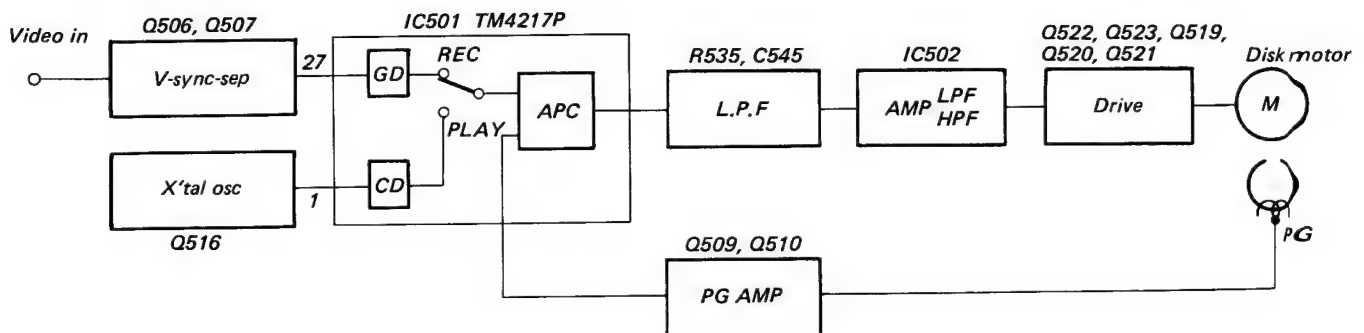 Video in
Q506, Q507
V-sync-sep
27
X'tal osc
1
Q516
IC501 TM4217P
GD
REC
PLAY
CD
APC
R535, C545
L.P.F
IC502
AMP LPF
HPF
Q522, Q523, Q519,
Q520, Q521
Drive
Disk motor
M
PG
Q509, Q510
PG AMP